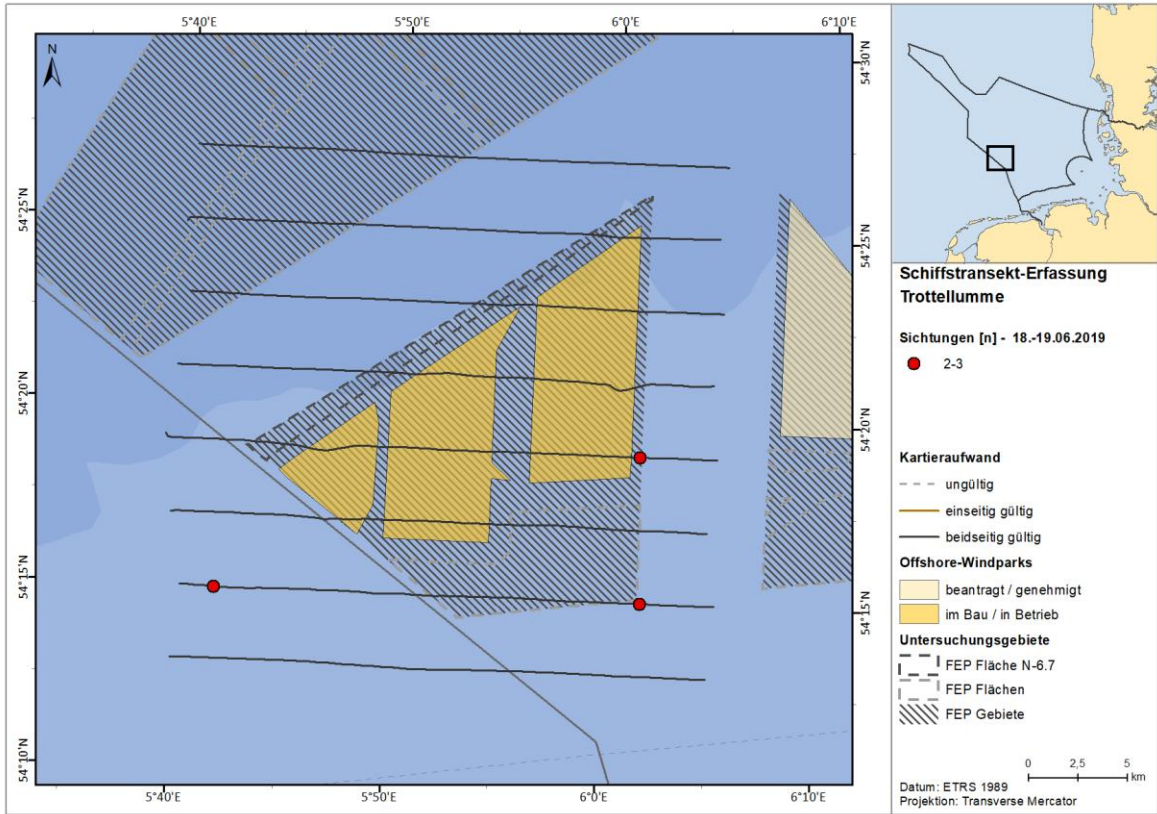 5°40'E 5°50'E 6°0'E 6°10'E
N
54°30'N
54°25'N
54°25'N
54°20'N
54°20'N
54°15'N
54°15'N
54°10'N
5°40'E 5°50'E 6°0'E 6°10'E
Schiffstransekt-Erfassung
Trottellumme
Sichtungen [n] - 18.-19.06.2019
2-3
Kartieraufwand
ungültig
einseitig gültig
beidseitig gültig
Offshore-Windparks
beantragt / genehmigt
im Bau / in Betrieb
Untersuchungsgebiete
FEP Fläche N-6.7
FEP Flächen
FEP Gebiete
0 2,5 5
km
Datum: ETRS 1989
Projektion: Transverse Mercator